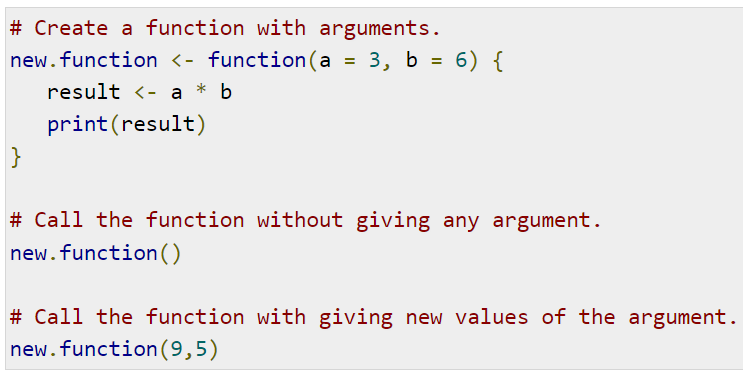 # Create a function with arguments.
new.function <- function(a = 3, b = 6) {
   result <- a * b
   print(result)
}
# Call the function without giving any argument.
new.function()
# Call the function with giving new values of the argument.
new.function(9,5)